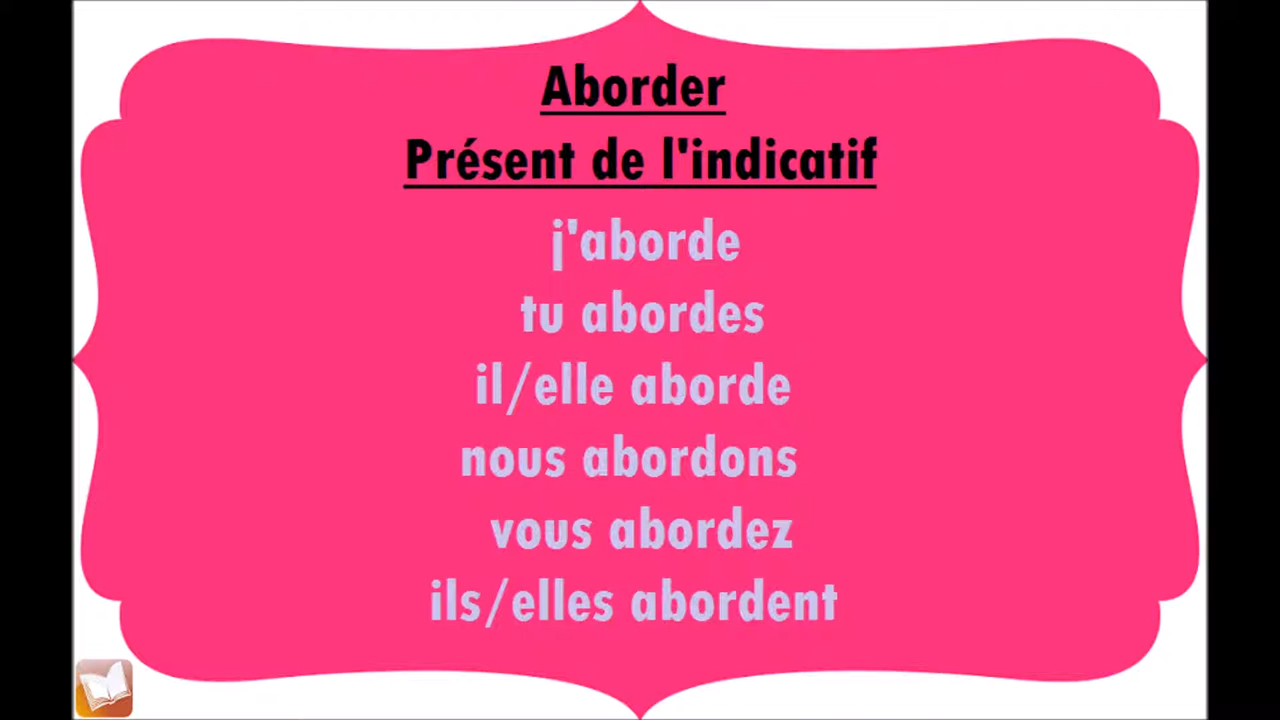 Aborder
Présent de l'indicatif
j'aborde
tu abordes
il/elle aborde
nous abordons
vous abordez
ils/elles abordent